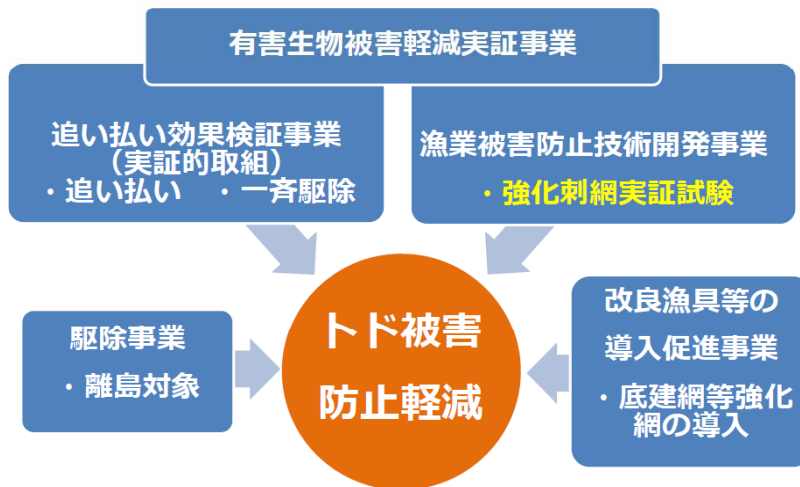 有害生物被害軽減実証事業
追い払い効果検証事業
（実証的取組）
・追い払い　・一斉駆除
漁業被害防止技術開発事業
・強化刺網実証試験
トド被害
防止軽減
駆除事業
・離島対象
改良漁具等の
導入促進事業
・底建網等強化
網の導入